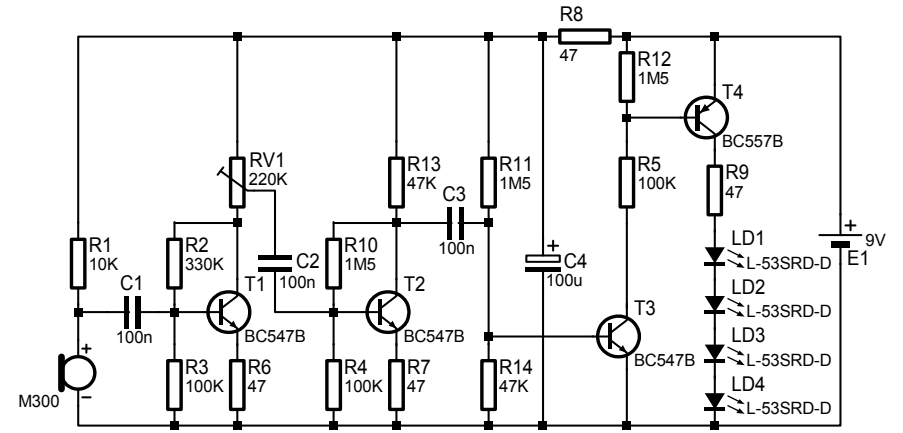 R8
47
R12
1M5
T4
BC557B
RV1
220K
R13
47K
C3
100n
R11
1M5
R5
100K
R9
47
R1
10K
C1
100n
R2
330K
T1
BC547B
C2
100n
R10
1M5
T2
BC547B
+
C4
100u
T3
BC547B
LD1
L-53SRD-D
LD2
L-53SRD-D
LD3
L-53SRD-D
LD4
L-53SRD-D
+
9V
E1
+
M300
−
R3
100K
R6
47
R4
100K
R7
47
R14
47K